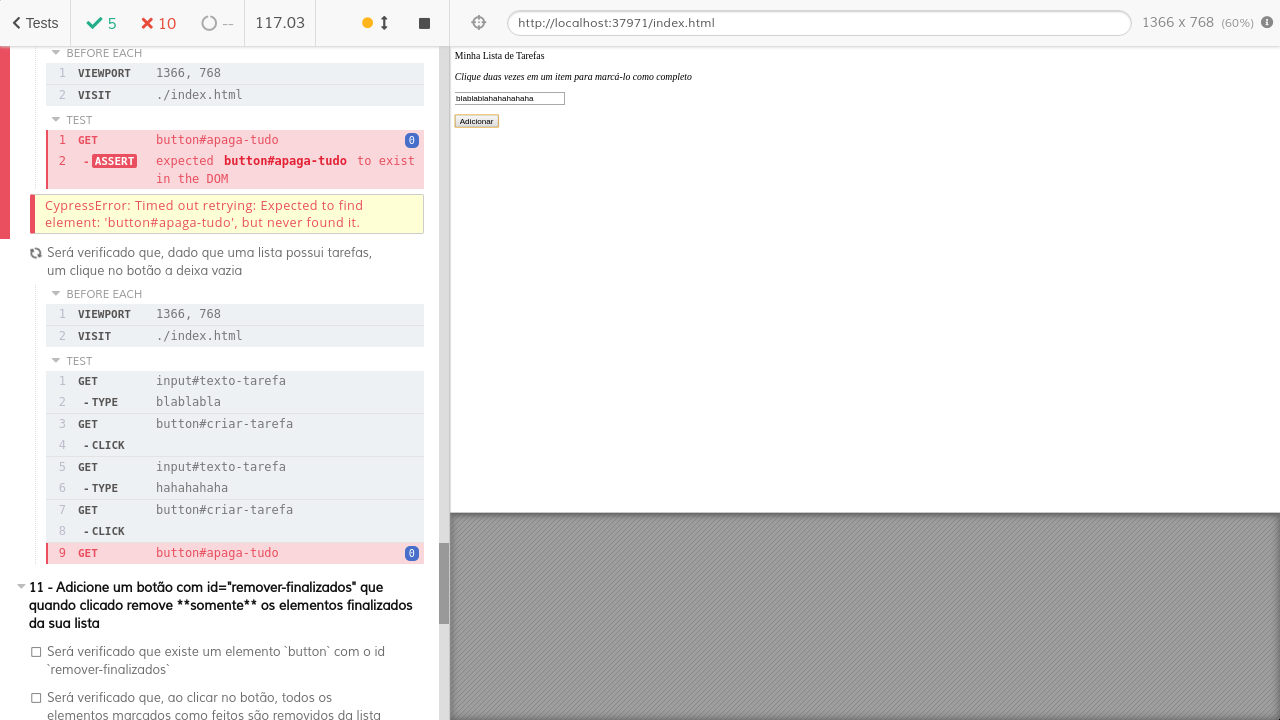 Tests 5 10 -- 117.03
http://localhost:37971/index.html 1366 x 768 (60%)
BEFORE EACH
1 VIEWPORT 1366, 768
2 VISIT ./index.html
TEST
1 GET button#apaga-tudo 0
2 - ASSERT expected button#apaga-tudo to exist
in the DOM
CypressError: Timed out retrying: Expected to find
element: 'button#apaga-tudo', but never found it.
Será verificado que, dado que uma lista possui tarefas,
um clique no botão a deixa vazia
BEFORE EACH
1 VIEWPORT 1366, 768
2 VISIT ./index.html
TEST
1 GET input#texto-tarefa
2 - TYPE blablabla
3 GET button#criar-tarefa
4 - CLICK
5 GET input#texto-tarefa
6 - TYPE hahahahaha
7 GET button#criar-tarefa
8 - CLICK
9 GET button#apaga-tudo 0
11 - Adicione um botão com id="remover-finalizados" que
quando clicado remove **somente** os elementos finalizados
da sua lista
Será verificado que existe um elemento `button` com o id
`remover-finalizados`
Será verificado que, ao clicar no botão, todos os
elementos marcados como feitos são removidos da lista
Minha Lista de Tarefas
Clique duas vezes em um item para marcá-lo como completo
blablablahahahahaha
Adicionar